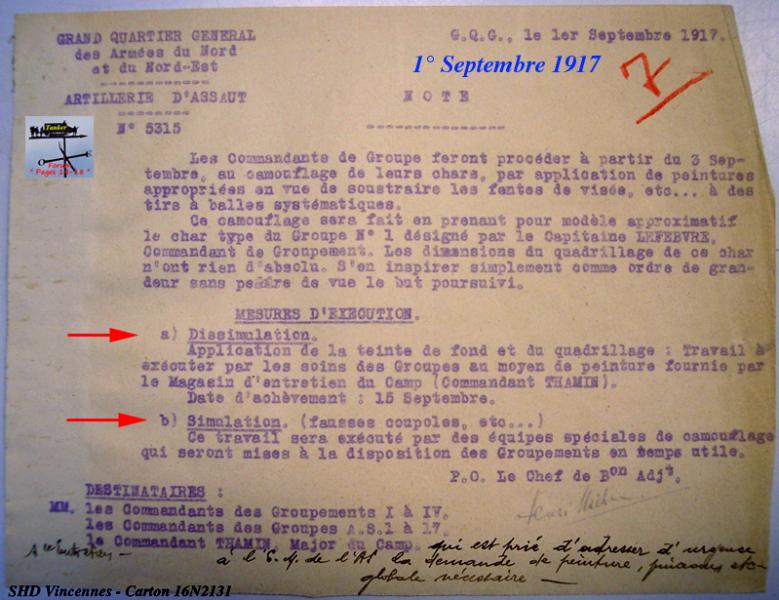 GRAND QUARTIER GENERAL
des Armées du Nord
et du Nord-Est
ARTILLERIE D'ASSAUT
N° 5315
G.Q.G., le 1er Septembre 1917.
1° Septembre 1917
7
NOTE
Tanker
Forum
" Pages 14-18 "
Les Commandants de Groupe feront procéder à partir du 3 Sep-
tembre, au camouflage de leurs chars, par application de peintures
appropriées en vue de soustraire les fentes de visée, etc... à des
tirs à balles systématiques.
Ce camouflage sera fait en prenant pour modèle approximatif
le char type du Groupe N° 1 désigné par le Capitaine LEFEBVRE,
Commandant de Groupement. Les dimensions du quadrillage de ce char
n'ont rien d'absolu. S'en inspirer simplement comme ordre de gran-
deur sans perdre de vue le but poursuivi.
MESURES D'EXECUTION.
a) Dissimulation.
Application de la teinte de fond et du quadrillage : Travail à
exécuter par les soins des Groupes au moyen de peinture fournie par
le Magasin d'entretien du Camp (Commandant THAMIN).
Date d'achèvement : 15 Septembre.
b) Simulation. (fausses coupoles, etc...)
Ce travail sera exécuté par des équipes spéciales de camouflage
qui seront mises à la disposition des Groupements en temps utile.
P.O. Le Chef de Bon Adjt.
DESTINATAIRES :
MM. les Commandants des Groupements I à IV.
les Commandants des Groupes A.S.1 à 17.
le Commandant THAMIN, Major du Camp. qui est prié d'adresser d'urgence
à l'E.M. de l'AS la demande de peinture, pinceaux etc
globale nécessaire —
SHD Vincennes - Carton 16N2131